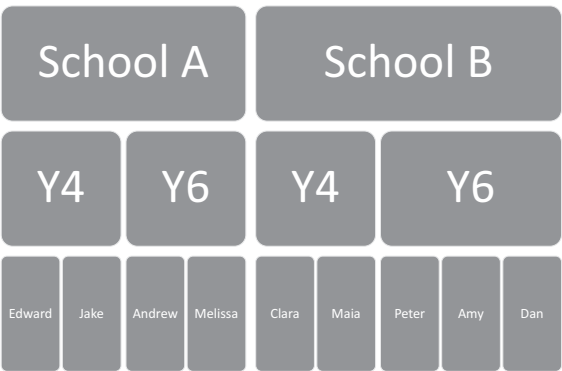 School A
School B
Y4
Y6
Y4
Y6
Edward
Jake
Andrew
Melissa
Clara
Maia
Peter
Amy
Dan